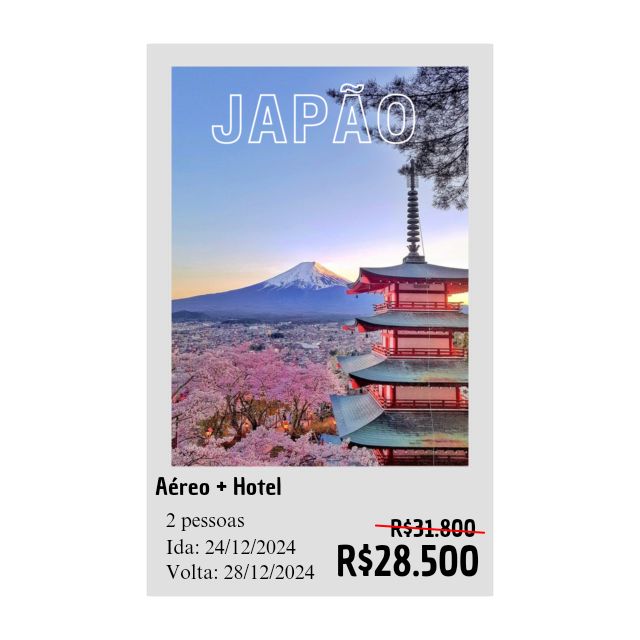 JAPÃO
Aéreo + Hotel
2 pessoas
Ida: 24/12/2024
Volta: 28/12/2024
R$31.800
R$28.500